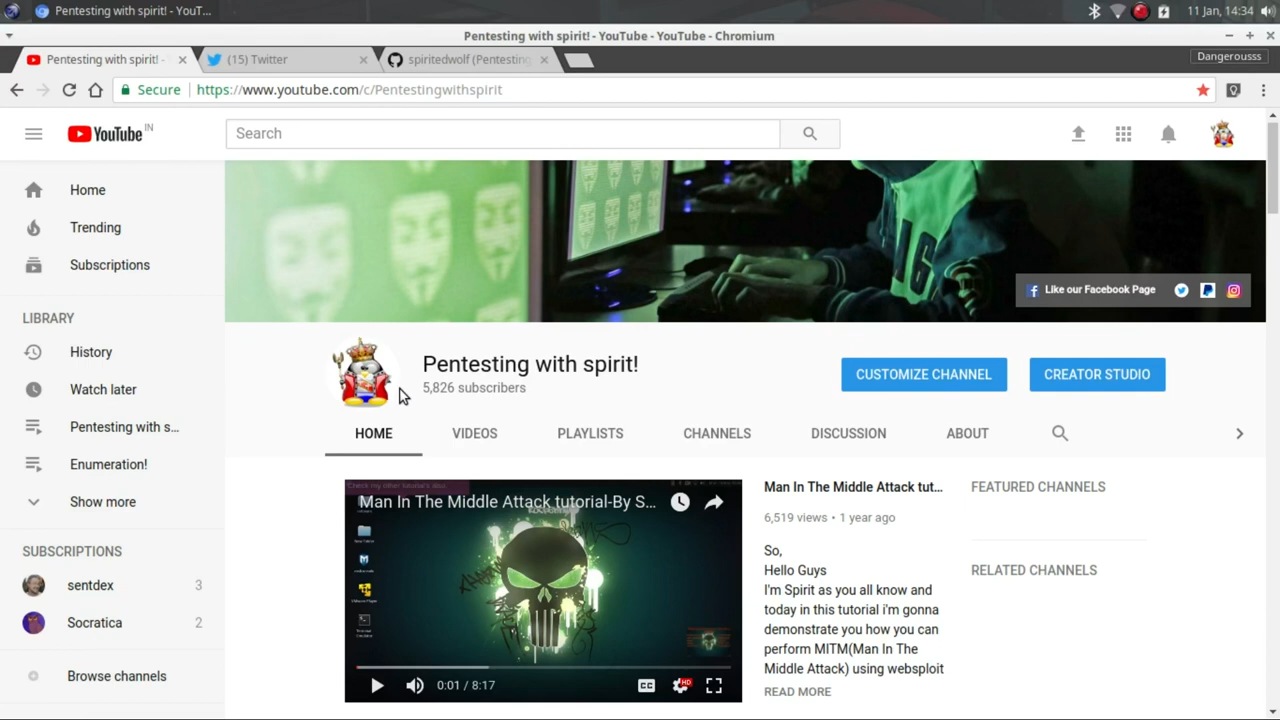 Pentesting with spirit! - YouT...
11 Jan, 14:34
Pentesting with spirit! - YouTube - YouTube - Chromium
Pentesting with spirit! -
(15) Twitter
spiritedwolf (Pentesting
Dangerousss
Secure
https://www.youtube.com/c/Pentestingwithspirit
YouTube IN
Search
Home
Trending
Subscriptions
LIBRARY
History
Watch later
Pentesting with s...
Enumeration!
Show more
SUBSCRIPTIONS
sentdex 3
Socratica 2
Browse channels
16
Like our Facebook Page
Pentesting with spirit!
5,826 subscribers
CUSTOMIZE CHANNEL
CREATOR STUDIO
HOME VIDEOS PLAYLISTS CHANNELS DISCUSSION ABOUT
Man In The Middle Attack tutorial-By S...
0:01 / 8:17
CC
HD
Man In The Middle Attack tut...
6,519 views • 1 year ago
So,
Hello Guys
I'm Spirit as you all know and
today in this tutorial i'm gonna
demonstrate you how you can
perform MITM(Man In The
Middle Attack) using websploit
READ MORE
FEATURED CHANNELS
RELATED CHANNELS